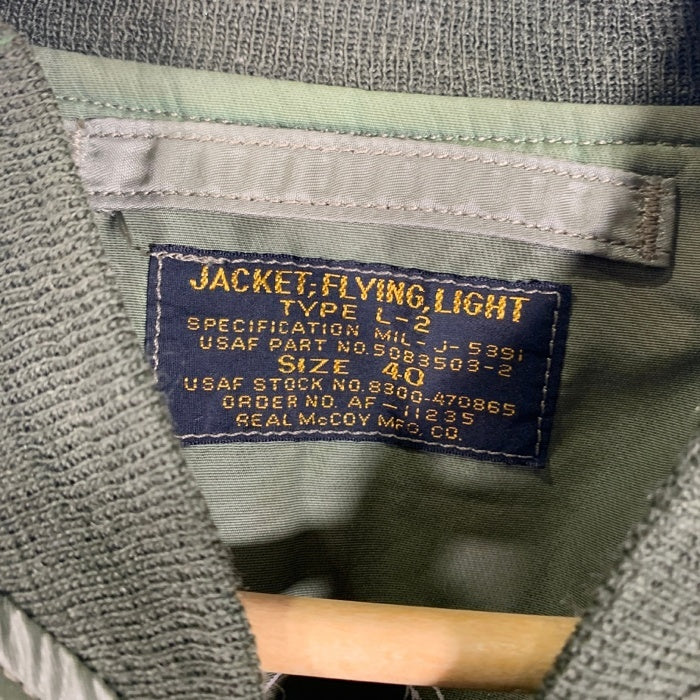 JACKET, FLYING, LIGHT
TYPE L-2
SPECIFICATION MIL-J-5391
USAF PART NO. 5083503-2
SIZE 40
USAF STOCK NO. 8300-470865
ORDER NO. AF-11235
REAL McCOY MFG. CO.